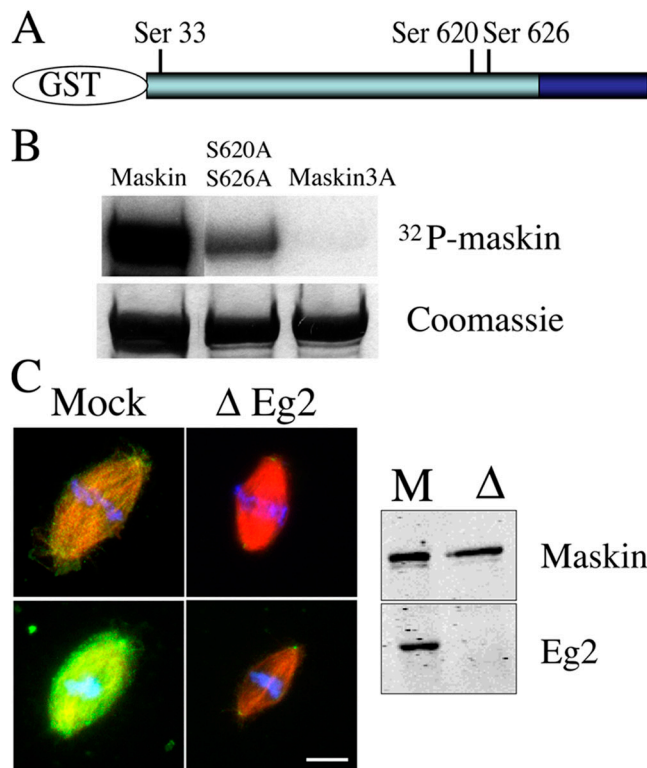 A
Ser 33 Ser 620 Ser 626
GST
B
S620A
Maskin S626A Maskin3A
³²P-maskin
Coomassie
C
Mock Δ Eg2
M Δ
Maskin
Eg2